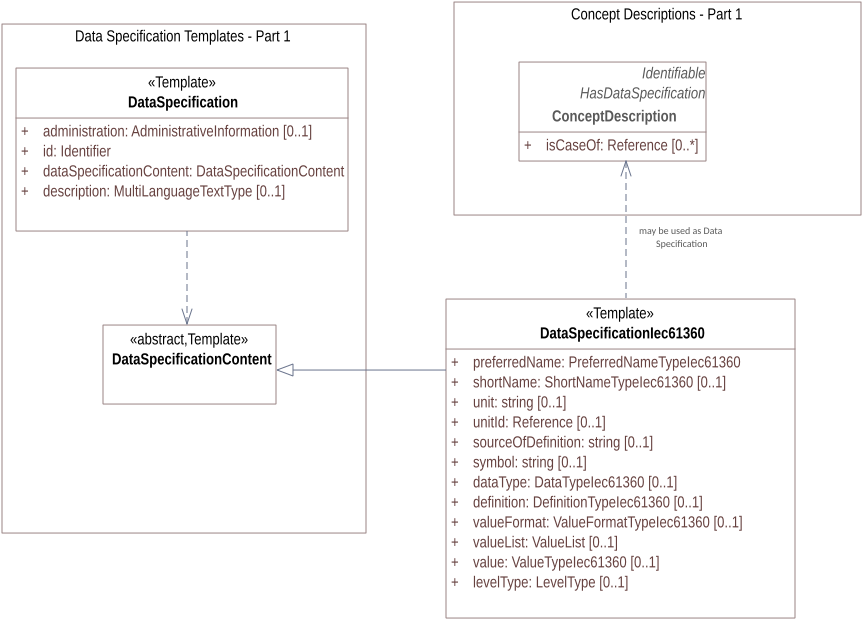 Data Specification Templates - Part 1
«Template»
DataSpecification
+ administration: AdministrativeInformation [0..1]
+ id: Identifier
+ dataSpecificationContent: DataSpecificationContent
+ description: MultiLanguageTextType [0..1]
«abstract,Template»
DataSpecificationContent
Concept Descriptions - Part 1
Identifiable
HasDataSpecification
ConceptDescription
+ isCaseOf: Reference [0..*]
may be used as Data
Specification
«Template»
DataSpecificationIec61360
+ preferredName: PreferredNameTypeIec61360
+ shortName: ShortNameTypeIec61360 [0..1]
+ unit: string [0..1]
+ unitId: Reference [0..1]
+ sourceOfDefinition: string [0..1]
+ symbol: string [0..1]
+ dataType: DataTypeIec61360 [0..1]
+ definition: DefinitionTypeIec61360 [0..1]
+ valueFormat: ValueFormatTypeIec61360 [0..1]
+ valueList: ValueList [0..1]
+ value: ValueTypeIec61360 [0..1]
+ levelType: LevelType [0..1]